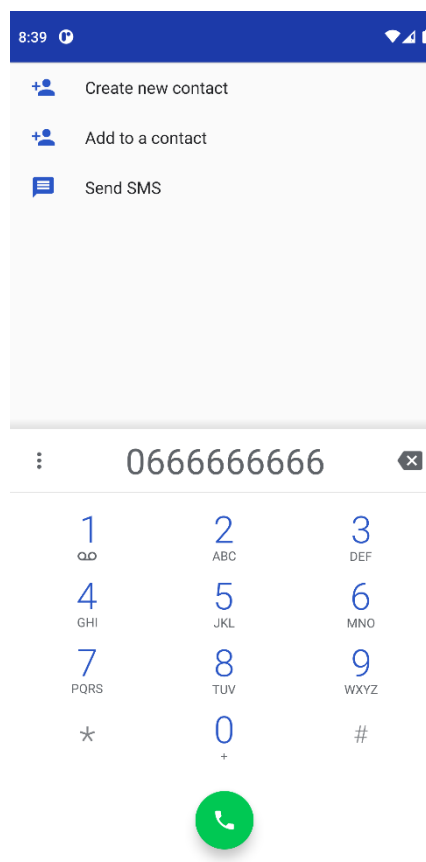 8:39
Create new contact
Add to a contact
Send SMS
0666666666
1 2 3
ABC DEF
4 5 6
GHI JKL MNO
7 8 9
PQRS TUV WXYZ
* 0 #
+